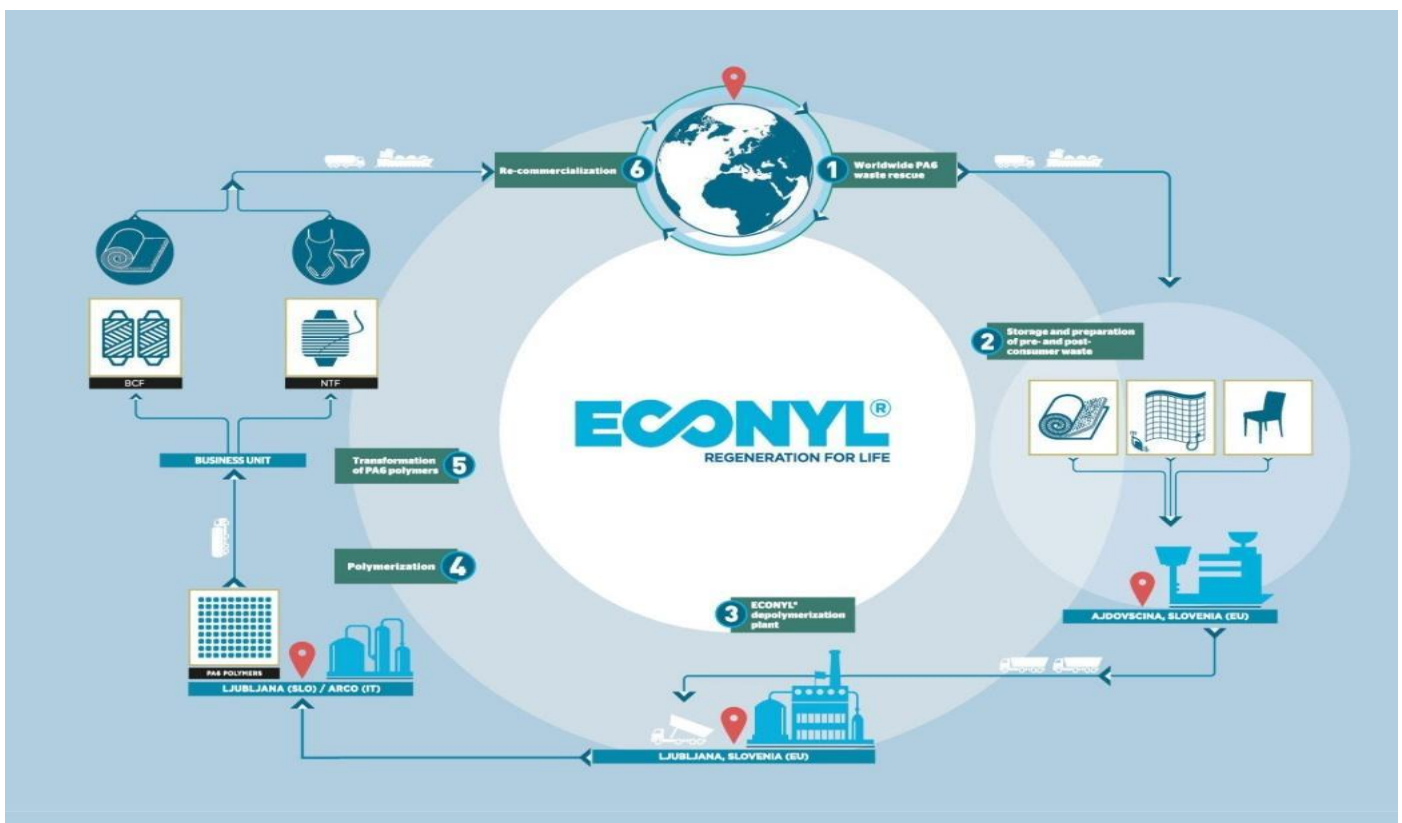 6
Re-commercialization
1
Worldwide PA6
waste rescue
2
Storage and preparation
of pre- and post-
consumer waste
AJDOVSCINA, SLOVENIA (EU)
3
ECONYL®
depolymerization
plant
LJUBLJANA, SLOVENIA (EU)
4
Polymerization
PA6 POLYMERS
LJUBLJANA (SLO) / ARCO (IT)
5
Transformation
of PA6 polymers
BUSINESS UNIT
BCF
NTF
ECONYL®
REGENERATION FOR LIFE